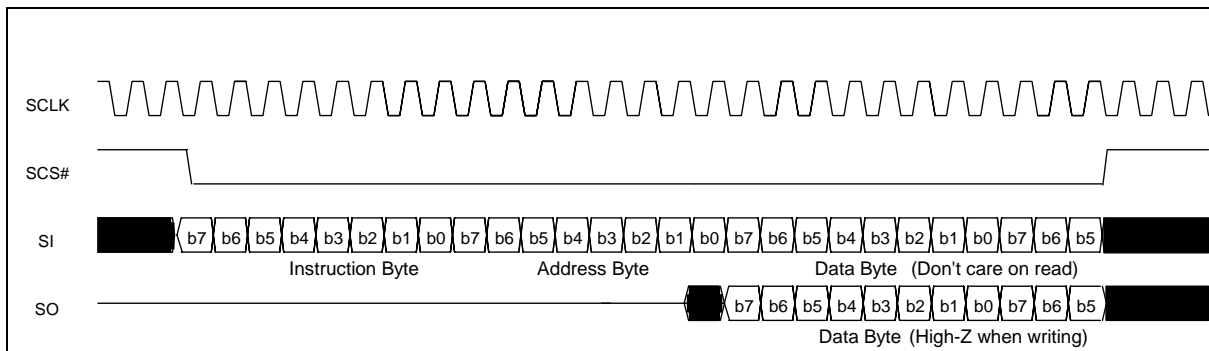 SCLK
SCS#
SI b7 b6 b5 b4 b3 b2 b1 b0 b7 b6 b5 b4 b3 b2 b1 b0 b7 b6 b5 b4 b3 b2 b1 b0 b7 b6 b5
Instruction Byte Address Byte Data Byte (Don't care on read)
SO b7 b6 b5 b4 b3 b2 b1 b0 b7 b6 b5
Data Byte (High-Z when writing)